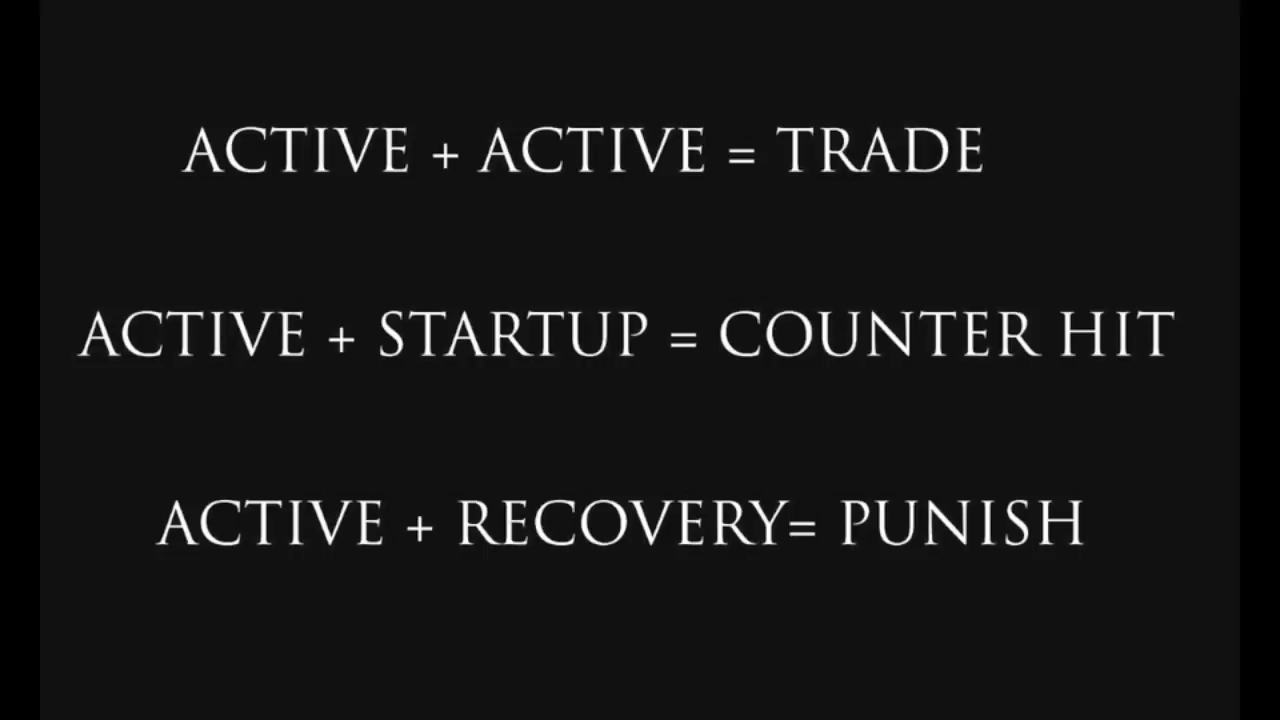 ACTIVE + ACTIVE = TRADE
ACTIVE + STARTUP = COUNTER HIT
ACTIVE + RECOVERY= PUNISH